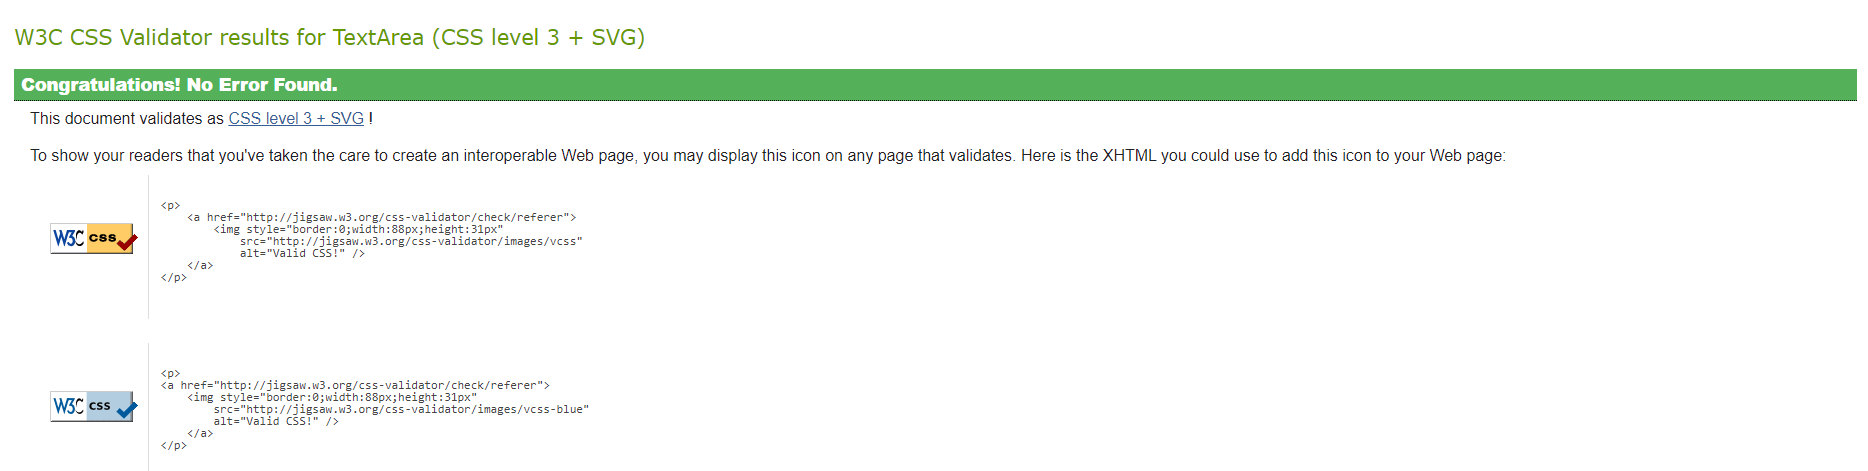 W3C CSS Validator results for TextArea (CSS level 3 + SVG)
Congratulations! No Error Found.
This document validates as CSS level 3 + SVG !
To show your readers that you've taken the care to create an interoperable Web page, you may display this icon on any page that validates. Here is the XHTML you could use to add this icon to your Web page:
W3C css
<p>
    <a href="http://jigsaw.w3.org/css-validator/check/referer">
        <img style="border:0;width:88px;height:31px"
            src="http://jigsaw.w3.org/css-validator/images/vcss"
            alt="Valid CSS!" />
    </a>
</p>
W3C css
<p>
<a href="http://jigsaw.w3.org/css-validator/check/referer">
    <img style="border:0;width:88px;height:31px"
        src="http://jigsaw.w3.org/css-validator/images/vcss-blue"
        alt="Valid CSS!" />
    </a>
</p>